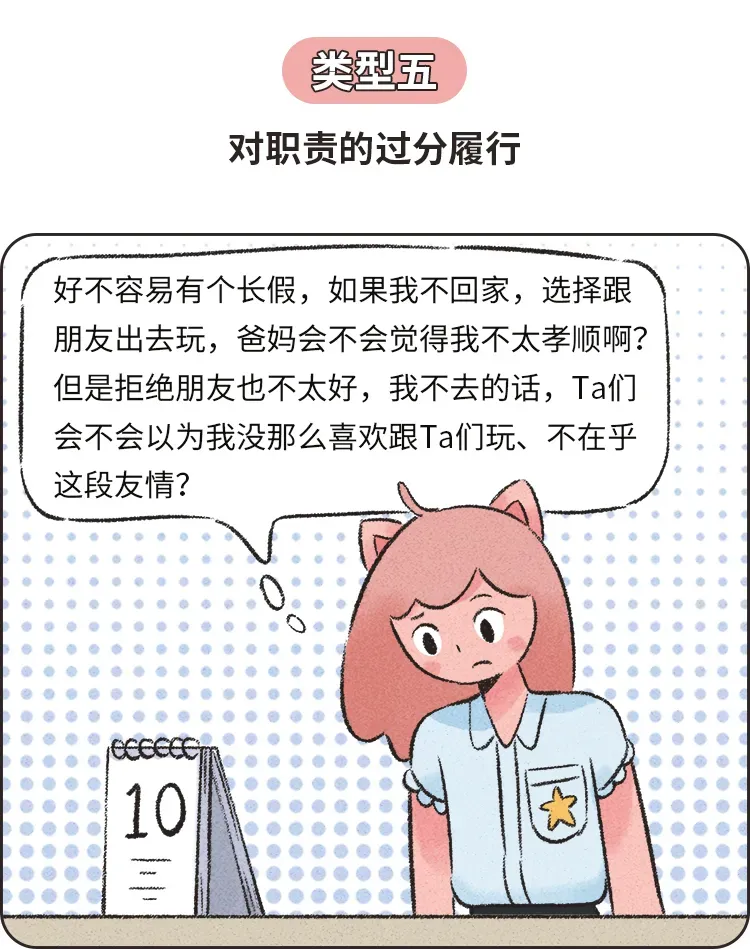 类型五
对职责的过分履行
好不容易有个长假，如果我不回家，选择跟
朋友出去玩，爸妈会不会觉得我不太孝顺啊？
但是拒绝朋友也不太好，我不去的话，Ta们
会不会以为我没那么喜欢跟Ta们玩、不在乎
这段友情？
10